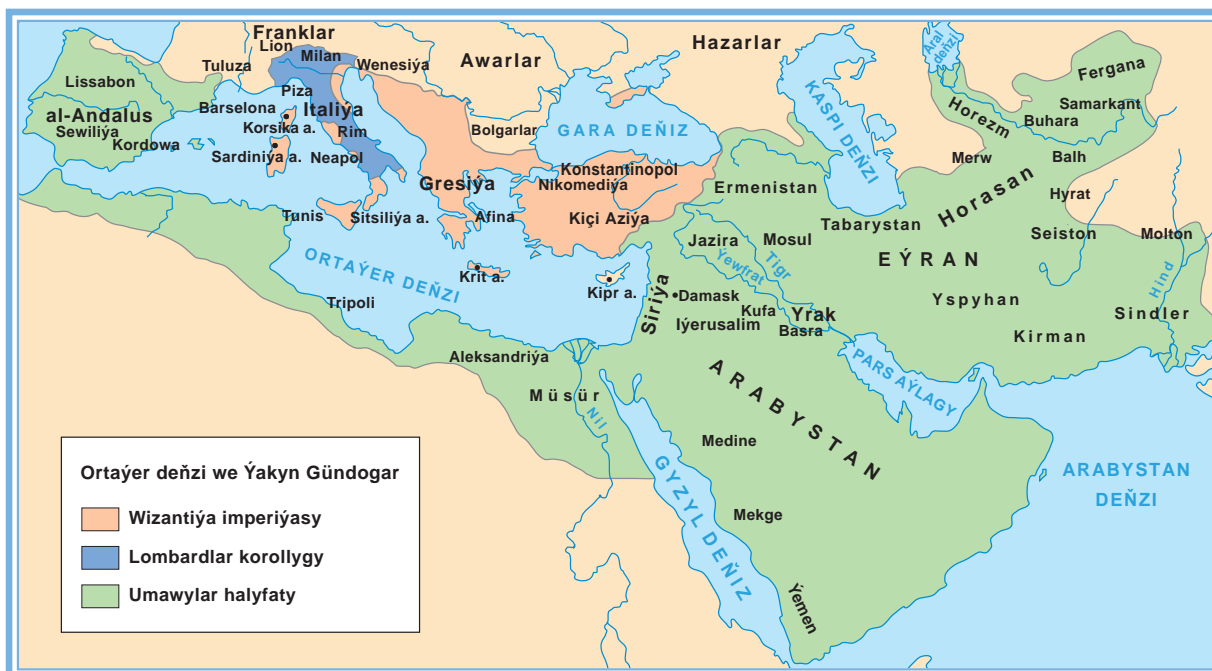 Franklar
Lion
Milan
Tuluza
Wenesiýa
Awarlar
Hazarlar
Aral
deňzi
Fergana
Lissabon
Piza
Barselona
Italiýa
KASPI DEŇZI
Samarkant
Horezm
Buhara
al-Andalus
Sewiliýa
Kordowa
Korsika a.
Rim
Bolgarlar
GARA DEŇIZ
Sardiniýa a.
Neapol
Merw
Balh
Konstantinopol
Nikomediýa
Gresiýa
Ermenistan
Horasan
Hyrat
Tunis
Sitsiliýa a.
Afina
Kiçi Aziýa
Tabarystan
Seiston
Molton
Jazira
Mosul
EÝRAN
ORTAÝER DEŇZI
Krit a.
Kipr a.
Ýewfrat
Tigr
Hind
Siriýa
Damask
Tripoli
Kufa
Yrak
Yspyhan
Sindler
Iýerusalim
Basra
Kirman
Aleksandriýa
PARS AÝLAGY
Müsür
Nil
ARABYSTAN
Medine
GYZYL DEŇIZ
ARABYSTAN
DEŇZI
Mekge
Ýemen
Ortaýer deňzi we Ýakyn Gündogar
Wizantiýa imperiýasy
Lombardlar korollygy
Umawylar halyfaty